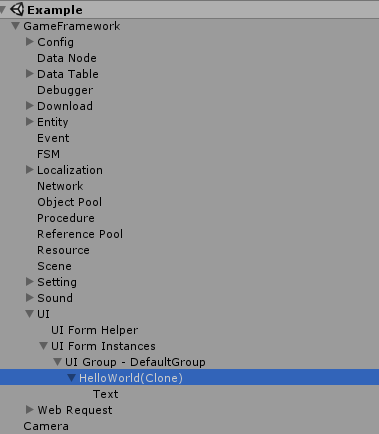 Example
GameFramework
Config
Data Node
Data Table
Debugger
Download
Entity
Event
FSM
Localization
Network
Object Pool
Procedure
Reference Pool
Resource
Scene
Setting
Sound
UI
UI Form Helper
UI Form Instances
UI Group - DefaultGroup
HelloWorld(Clone)
Text
Web Request
Camera